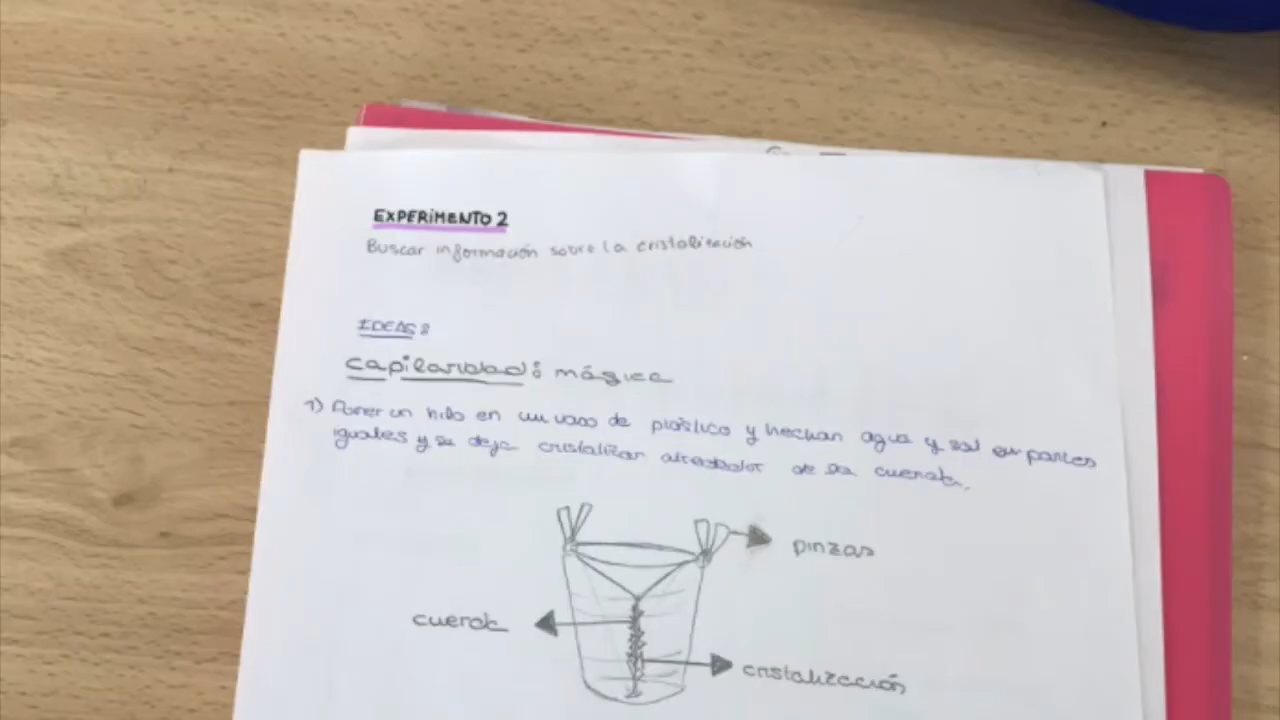 EXPERIMENTO 2
Buscar información sobre la cristalización
IDEAS:
capilaridad: mágica
1) Poner un hilo en un vaso de plástico y hechan agua y sal en partes
iguales y se deja cristalizar alrededor de la cuerda.
pinzas
cuerda
cristalización